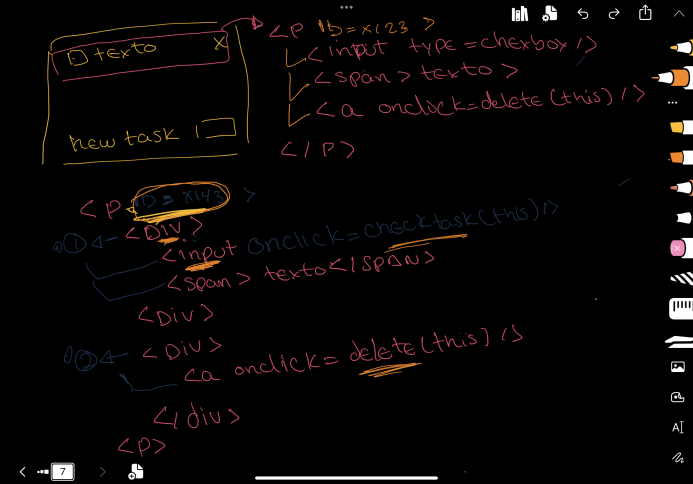 □ texto X
new task
<P ID=x123 >
<input type=chexbox />
<span> texto >
<a onclick=delete(this) />
</P>
<P ID = x143 >
<DIV>
① <input onclick=checktask(this)/>
<span> texto </SPAN>
<DIV>
<DIV>
② <a onclick= delete(this) />
</div>
<P>
7
AI